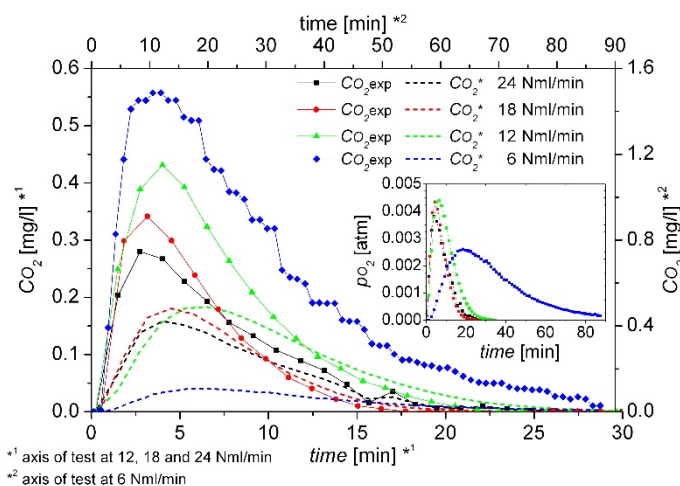 time [min] *2
0 10 20 30 40 50 60 70 80 90
CO2 [mg/l] *1
0.6
0.5
0.4
0.3
0.2
0.1
0.0
CO2exp CO2* 24 Nml/min
CO2exp CO2* 18 Nml/min
CO2exp CO2* 12 Nml/min
CO2exp CO2* 6 Nml/min
pO2 [atm]
0.005
0.004
0.003
0.002
0.001
0.000
0 20 40 60 80
time [min]
1.6
1.2
0.8
0.4
0.0
CO2 [mg/l] *2
0 5 10 15 20 25 30
time [min] *1
*1 axis of test at 12, 18 and 24 Nml/min
*2 axis of test at 6 Nml/min